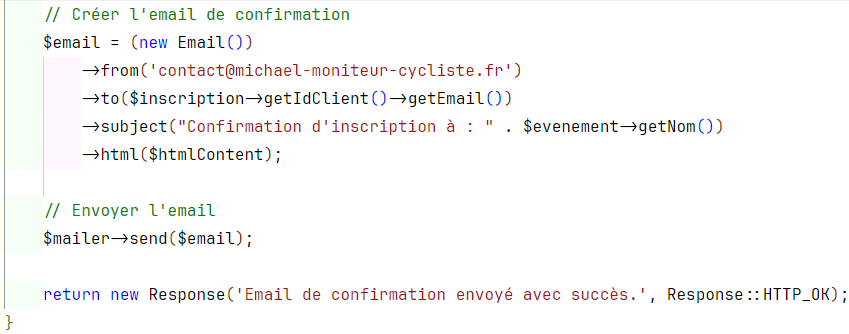 // Créer l'email de confirmation
$email = (new Email())
->from('contact@michael-moniteur-cycliste.fr')
->to($inscription->getIdClient()->getEmail())
->subject("Confirmation d'inscription à : " . $evenement->getNom())
->html($htmlContent);
// Envoyer l'email
$mailer->send($email);
return new Response('Email de confirmation envoyé avec succès.', Response::HTTP_OK);
}